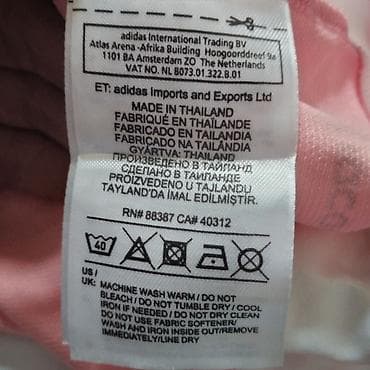 adidas International Trading BV
Atlas Arena -Afrika Building Hoogoorddreef 9a
1101 BA Amsterdam ZO The Netherlands
VAT NO. NL B073.01.322.B.01
ET: adidas Imports and Exports Ltd
MADE IN THAILAND
FABRIQUÉ EN THAÏLANDE
FABRICADO EN TAILANDIA
FABRICADO NA TAILÂNDIA
GYÁRTVA: THAILAND
ПРОИЗВЕДЕНО В ТАЙЛАНД
СДЕЛАНО В ТАИЛАНДЕ
PROIZVEDENO U TAJLANDU
TAYLAND'DA İMAL EDİLMİŞTİR.
RN# 88387 CA# 40312
40
US /
UK: MACHINE WASH WARM / DO NOT
BLEACH / DO NOT TUMBLE DRY / COOL
IRON IF NEEDED / DO NOT DRY CLEAN
DO NOT USE FABRIC SOFTENER/
WASH AND IRON INSIDE OUT/REMOVE
IMMEDIATELY/LINE DRY